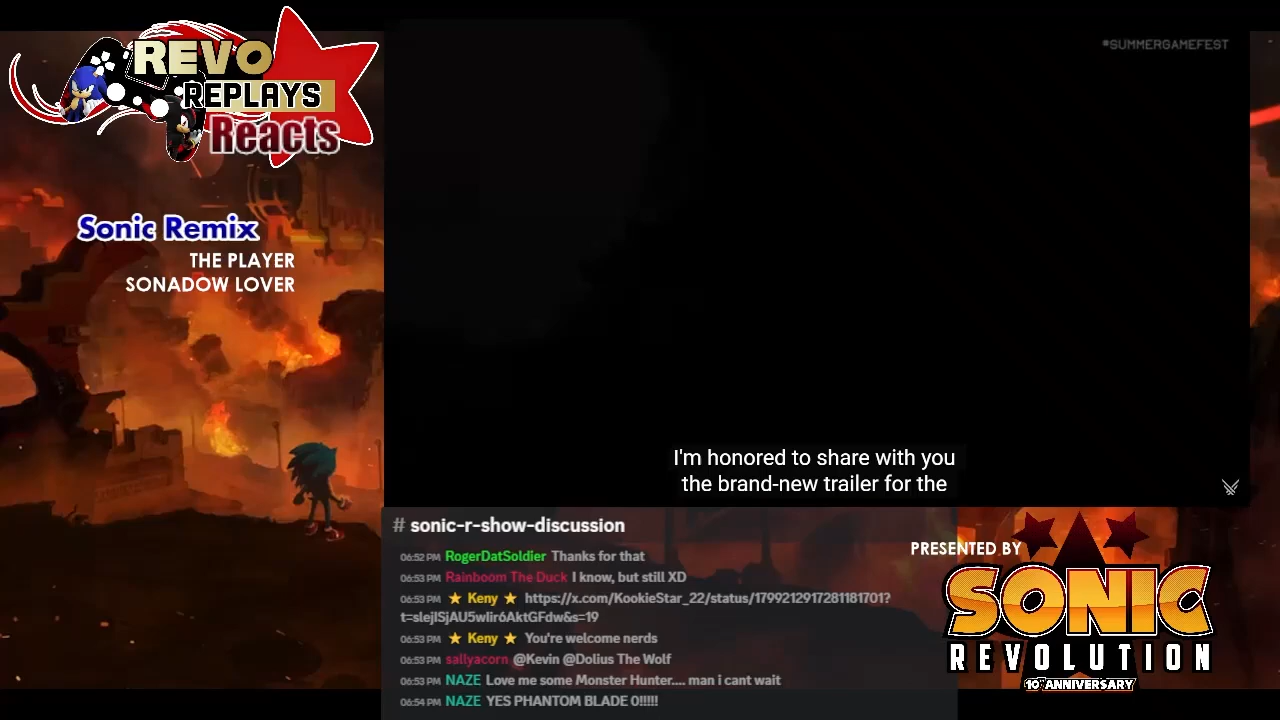 REVO
REPLAYS
Reacts
#SUMMERGAMEFEST
Sonic Remix
THE PLAYER
SONADOW LOVER
I'm honored to share with you
the brand-new trailer for the
# sonic-r-show-discussion
06:52 PM RogerDatSoldier Thanks for that
06:53 PM Rainboom The Duck I know, but still XD
06:53 PM ★ Keny ★ https://x.com/KookieStar_22/status/1799212917281181701?
t=slejISjAU5wIir6AktGFdw&s=19
06:53 PM ★ Keny ★ You're welcome nerds
06:53 PM sallyacorn @Kevin @Dolius The Wolf
06:53 PM NAZE Love me some Monster Hunter.... man i cant wait
06:54 PM NAZE YES PHANTOM BLADE 0!!!!!
PRESENTED BY
SONIC
REVOLUTION
10TH ANNIVERSARY